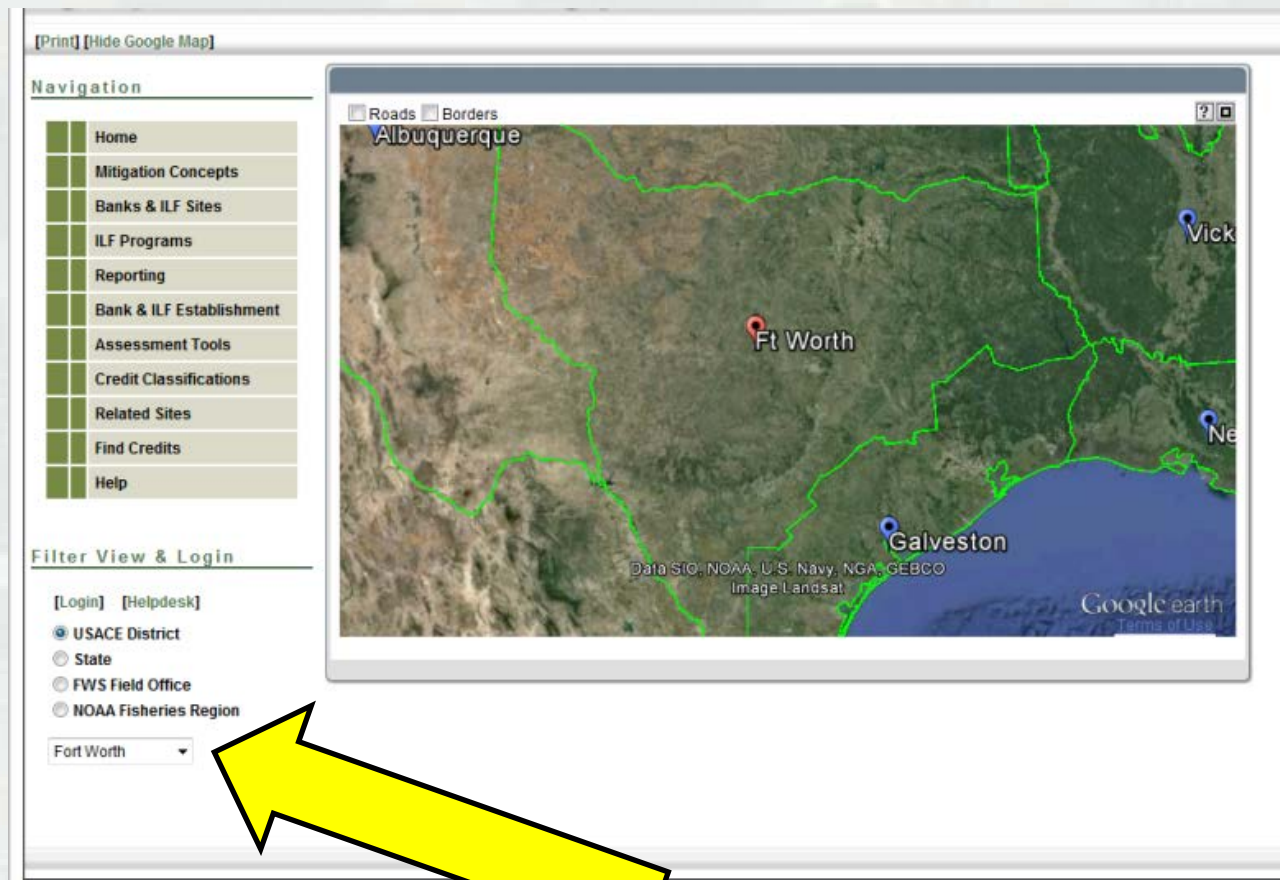 [Print] [Hide Google Map]
Navigation
Home
Mitigation Concepts
Banks & ILF Sites
ILF Programs
Reporting
Bank & ILF Establishment
Assessment Tools
Credit Classifications
Related Sites
Find Credits
Help
Filter View & Login
[Login] [Helpdesk]
USACE District
State
FWS Field Office
NOAA Fisheries Region
Fort Worth
Roads Borders ?
Albuquerque
Vick
Ft Worth
Ne
Galveston
Data SIO, NOAA, U.S. Navy, NGA, GEBCO
Image Landsat
Google earth
Terms of Use